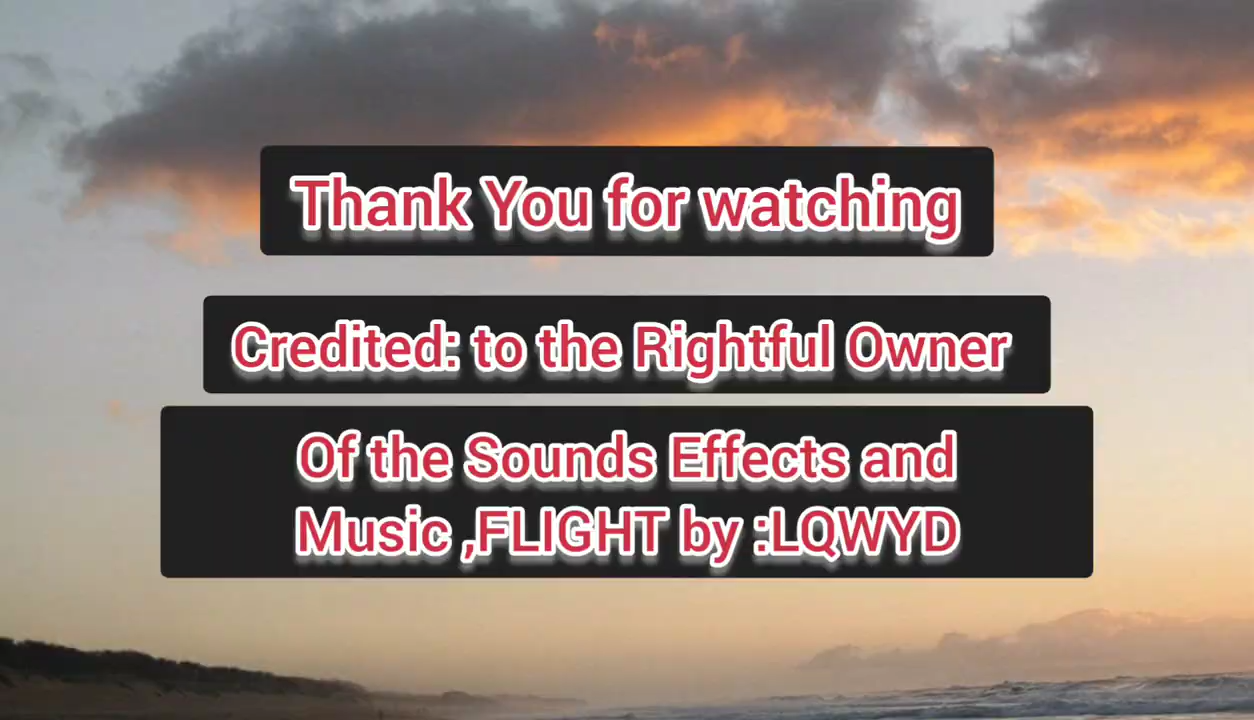 Thank You for watching
Credited: to the Rightful Owner
Of the Sounds Effects and
Music ,FLIGHT by :LQWYD